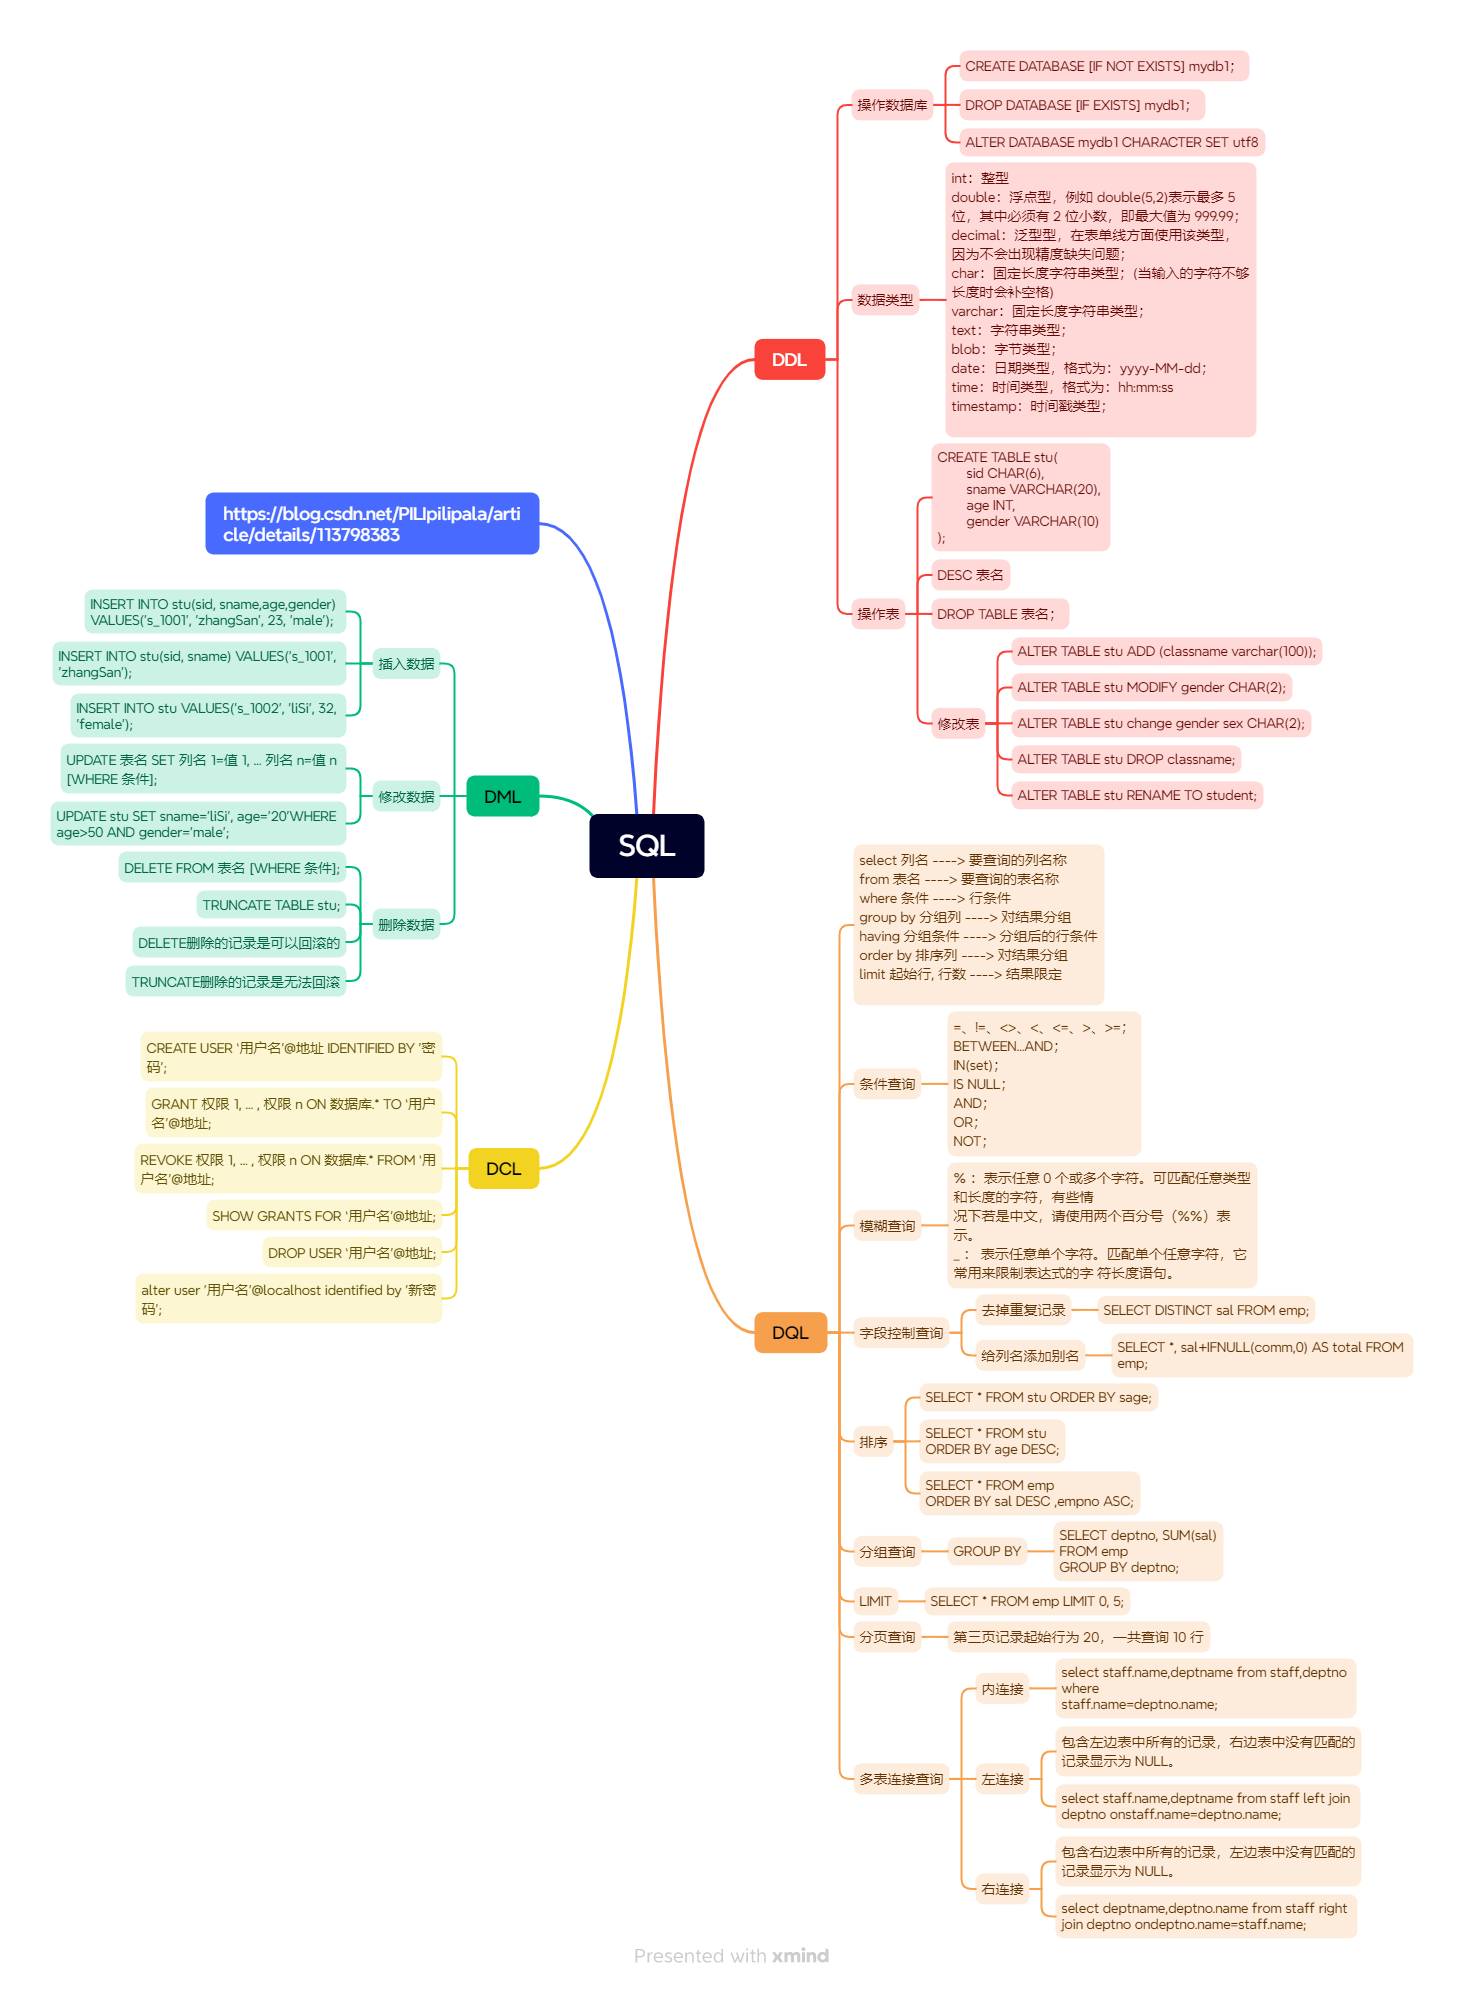 SQL
DDL
操作数据库
CREATE DATABASE [IF NOT EXISTS] mydb1；
DROP DATABASE [IF EXISTS] mydb1；
ALTER DATABASE mydb1 CHARACTER SET utf8
数据类型
int：整型
double：浮点型，例如 double(5,2)表示最多 5
位，其中必须有 2 位小数，即最大值为 999.99；
decimal：泛型型，在表单线方面使用该类型，
因为不会出现精度缺失问题；
char：固定长度字符串类型；(当输入的字符不够
长度时会补空格)
varchar：固定长度字符串类型；
text：字符串类型；
blob：字节类型；
date：日期类型，格式为：yyyy-MM-dd；
time：时间类型，格式为：hh:mm:ss
timestamp：时间戳类型；
操作表
CREATE TABLE stu(
sid CHAR(6),
sname VARCHAR(20),
age INT,
gender VARCHAR(10)
);
DESC 表名
DROP TABLE 表名；
修改表
ALTER TABLE stu ADD (classname varchar(100));
ALTER TABLE stu MODIFY gender CHAR(2);
ALTER TABLE stu change gender sex CHAR(2);
ALTER TABLE stu DROP classname;
ALTER TABLE stu RENAME TO student;
DQL
select 列名 ----> 要查询的列名称
from 表名 ----> 要查询的表名称
where 条件 ----> 行条件
group by 分组列 ----> 对结果分组
having 分组条件 ----> 分组后的行条件
order by 排序列 ----> 对结果分组
limit 起始行, 行数 ----> 结果限定
条件查询
=、!=、<>、<、<=、>、>=；
BETWEEN…AND；
IN(set)；
IS NULL；
AND；
OR；
NOT；
模糊查询
% ：表示任意 0 个或多个字符。可匹配任意类型
和长度的字符，有些情
况下若是中文，请使用两个百分号（%%）表
示。
_ ： 表示任意单个字符。匹配单个任意字符，它
常用来限制表达式的字 符长度语句。
字段控制查询
去掉重复记录
SELECT DISTINCT sal FROM emp;
给列名添加别名
SELECT *, sal+IFNULL(comm,0) AS total FROM
emp;
排序
SELECT * FROM stu ORDER BY sage;
SELECT * FROM stu
ORDER BY age DESC;
SELECT * FROM emp
ORDER BY sal DESC ,empno ASC;
分组查询
GROUP BY
SELECT deptno, SUM(sal)
FROM emp
GROUP BY deptno;
LIMIT
SELECT * FROM emp LIMIT 0, 5;
分页查询
第三页记录起始行为 20，一共查询 10 行
多表连接查询
内连接
select staff.name,deptname from staff,deptno
where
staff.name=deptno.name;
左连接
包含左边表中所有的记录，右边表中没有匹配的
记录显示为 NULL。
select staff.name,deptname from staff left join
deptno onstaff.name=deptno.name;
右连接
包含右边表中所有的记录，左边表中没有匹配的
记录显示为 NULL。
select deptname,deptno.name from staff right
join deptno ondeptno.name=staff.name;
https://blog.csdn.net/PILIpilipala/arti
cle/details/113798383
DML
插入数据
INSERT INTO stu(sid, sname,age,gender)
VALUES('s_1001', 'zhangSan', 23, 'male');
INSERT INTO stu(sid, sname) VALUES('s_1001',
'zhangSan');
INSERT INTO stu VALUES('s_1002', 'liSi', 32,
'female');
修改数据
UPDATE 表名 SET 列名 1=值 1, … 列名 n=值 n
[WHERE 条件];
UPDATE stu SET sname='liSi', age='20'WHERE
age>50 AND gender='male';
删除数据
DELETE FROM 表名 [WHERE 条件];
TRUNCATE TABLE stu;
DELETE删除的记录是可以回滚的
TRUNCATE删除的记录是无法回滚
DCL
CREATE USER '用户名'@地址 IDENTIFIED BY '密
码';
GRANT 权限 1, … , 权限 n ON 数据库.* TO '用户
名'@地址;
REVOKE 权限 1, … , 权限 n ON 数据库.* FROM '用
户名'@地址;
SHOW GRANTS FOR '用户名'@地址;
DROP USER '用户名'@地址;
alter user '用户名'@localhost identified by '新密
码';
Presented with xmind